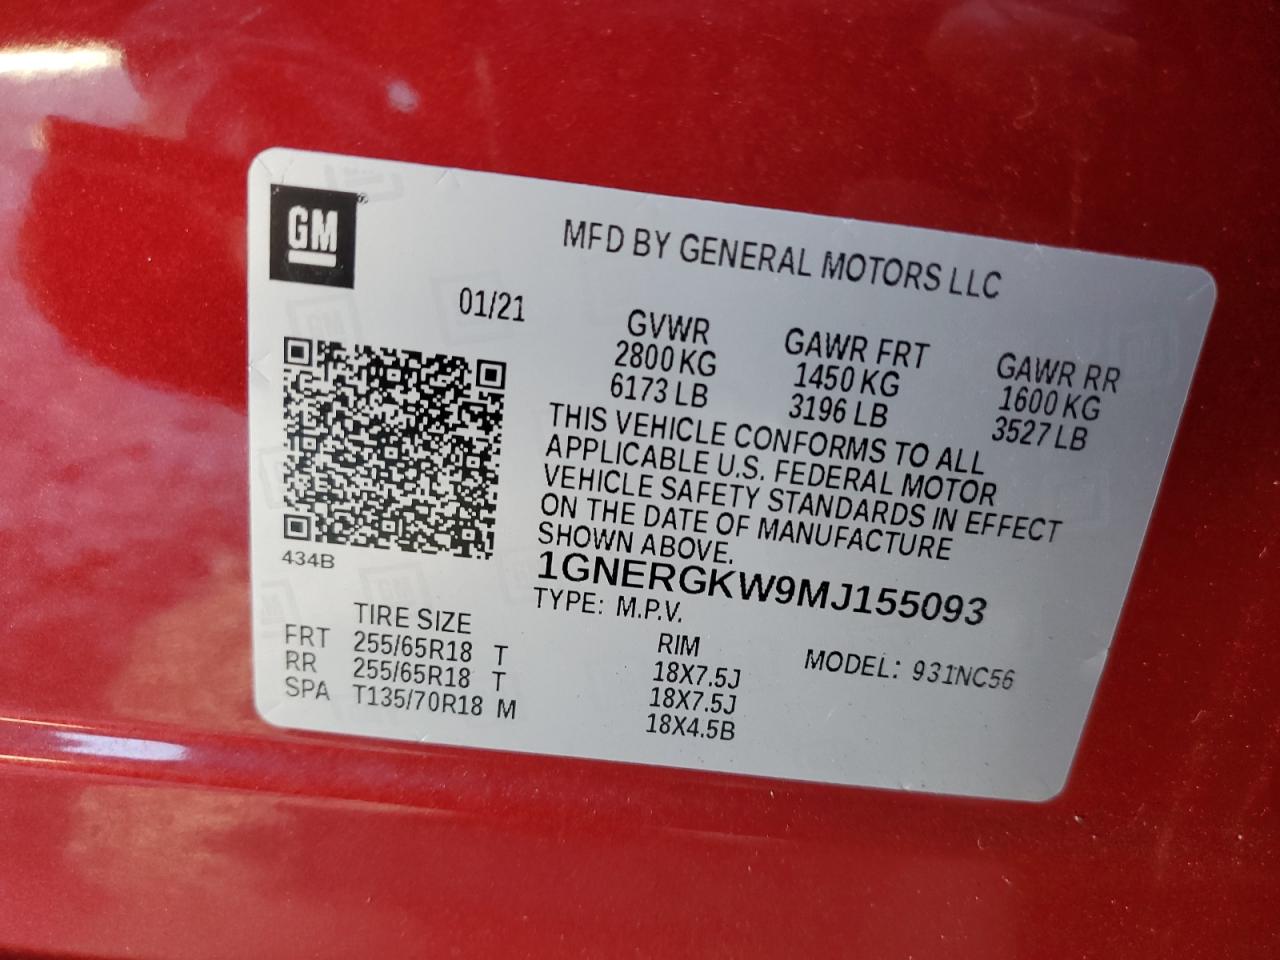 GM
MFD BY GENERAL MOTORS LLC
01/21
GVWR GAWR FRT GAWR RR
2800 KG 1450 KG 1600 KG
6173 LB 3196 LB 3527 LB
THIS VEHICLE CONFORMS TO ALL
APPLICABLE U.S. FEDERAL MOTOR
VEHICLE SAFETY STANDARDS IN EFFECT
ON THE DATE OF MANUFACTURE
SHOWN ABOVE.
434B
1GNERGKW9MJ155093
TYPE: M.P.V. MODEL: 931NC56
TIRE SIZE RIM
FRT 255/65R18 T 18X7.5J
RR 255/65R18 T 18X7.5J
SPA T135/70R18 M 18X4.5B